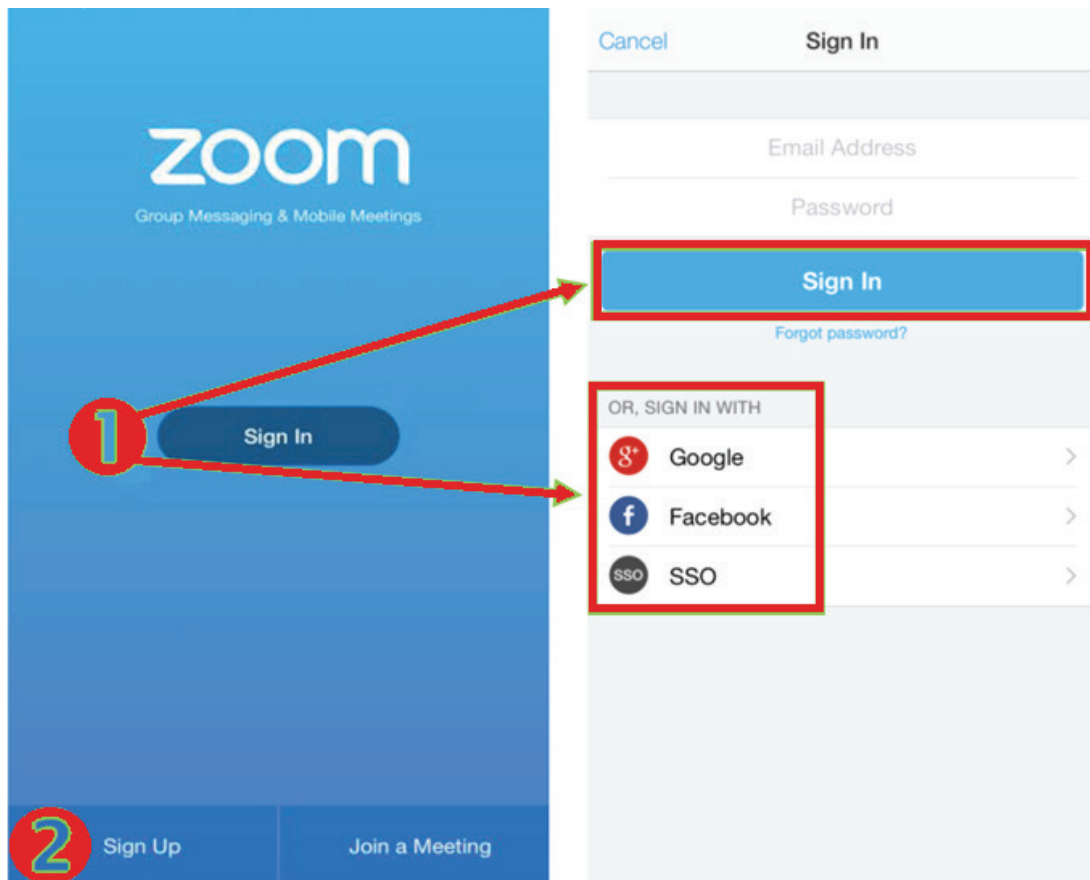 zoom
Group Messaging & Mobile Meetings
1
Sign In
2
Sign Up
Join a Meeting
Cancel
Sign In
Email Address
Password
Sign In
Forgot password?
OR, SIGN IN WITH
8+ Google
f Facebook
SSO SSO